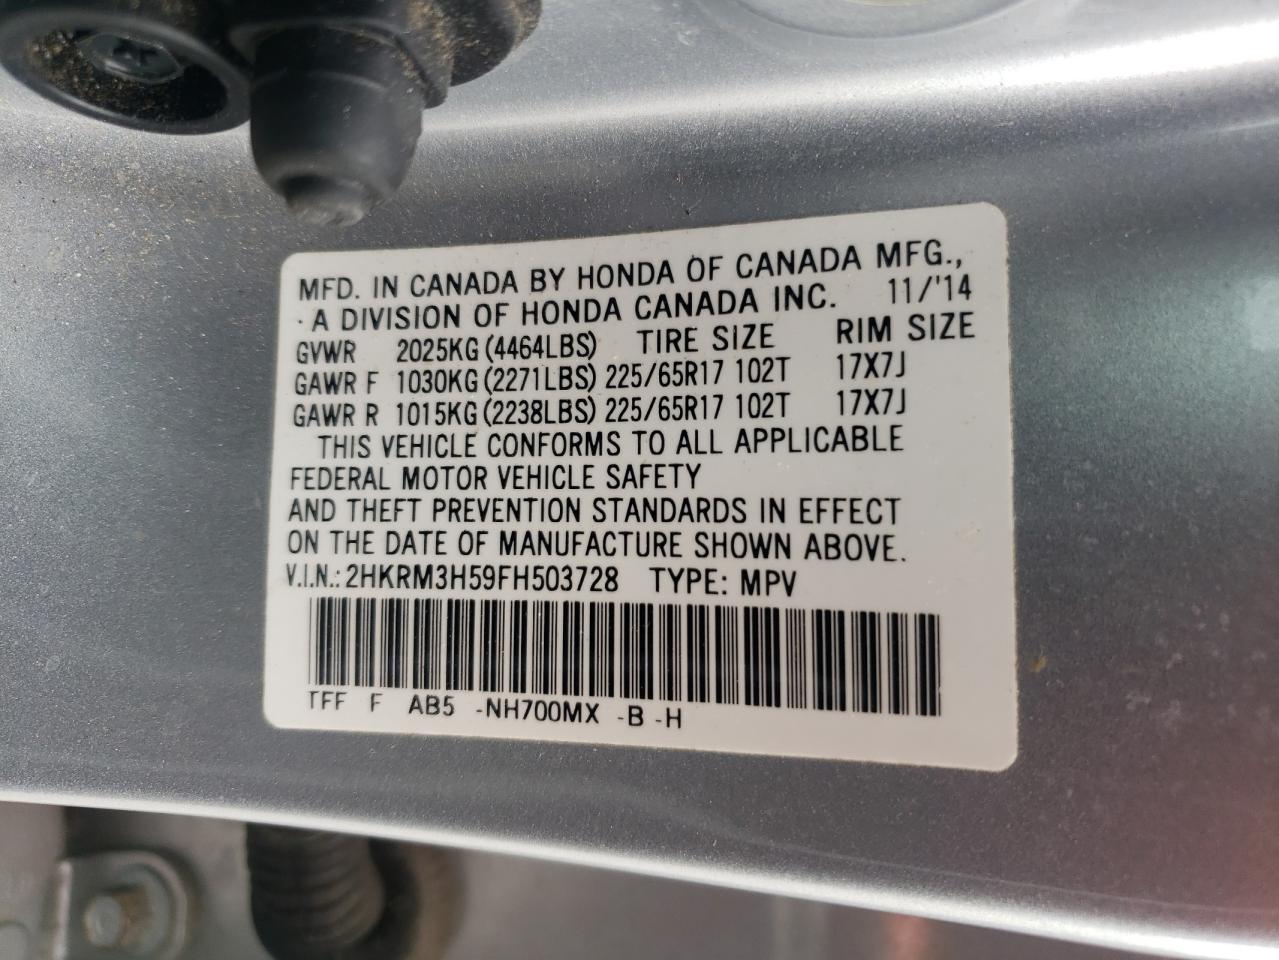 MFD. IN CANADA BY HONDA OF CANADA MFG.,
A DIVISION OF HONDA CANADA INC. 11/'14
GVWR 2025KG(4464LBS) TIRE SIZE RIM SIZE
GAWR F 1030KG(2271LBS) 225/65R17 102T 17X7J
GAWR R 1015KG(2238LBS) 225/65R17 102T 17X7J
THIS VEHICLE CONFORMS TO ALL APPLICABLE
FEDERAL MOTOR VEHICLE SAFETY
AND THEFT PREVENTION STANDARDS IN EFFECT
ON THE DATE OF MANUFACTURE SHOWN ABOVE.
V.I.N.: 2HKRM3H59FH503728 TYPE: MPV
TFF F AB5 -NH700MX -B -H